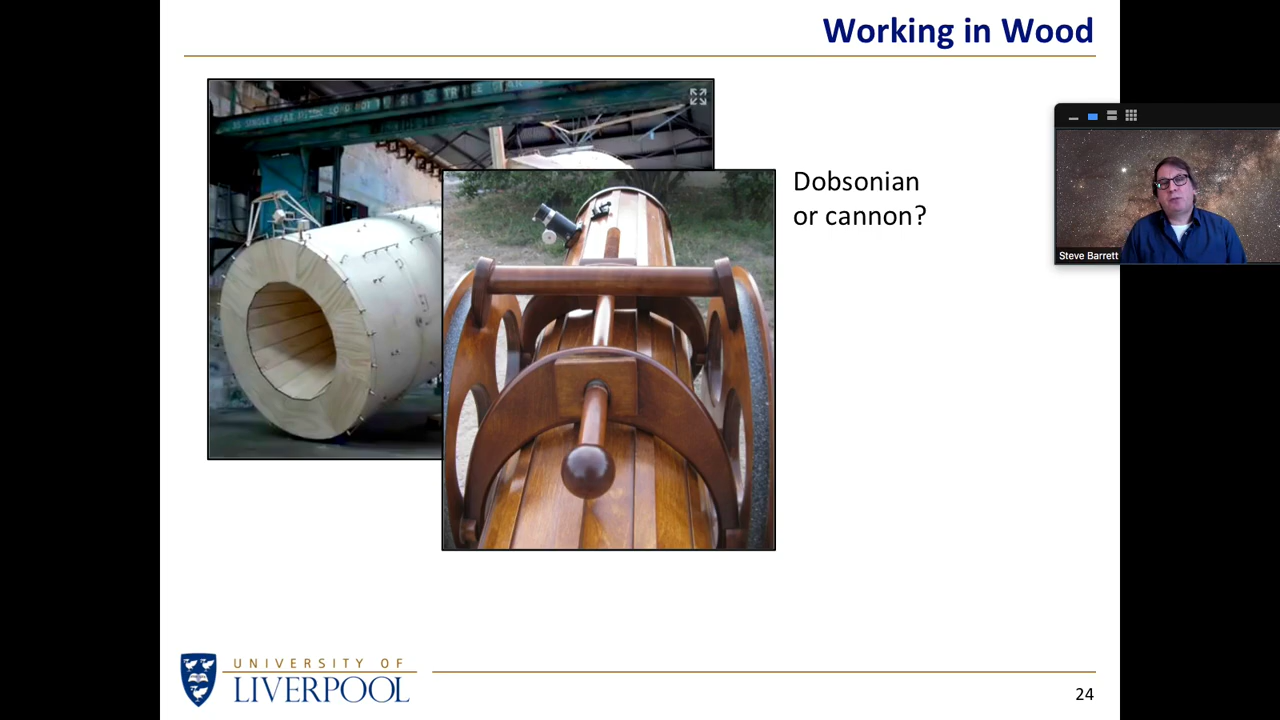 Working in Wood
Dobsonian
or cannon?
Steve Barrett
UNIVERSITY OF
LIVERPOOL
24